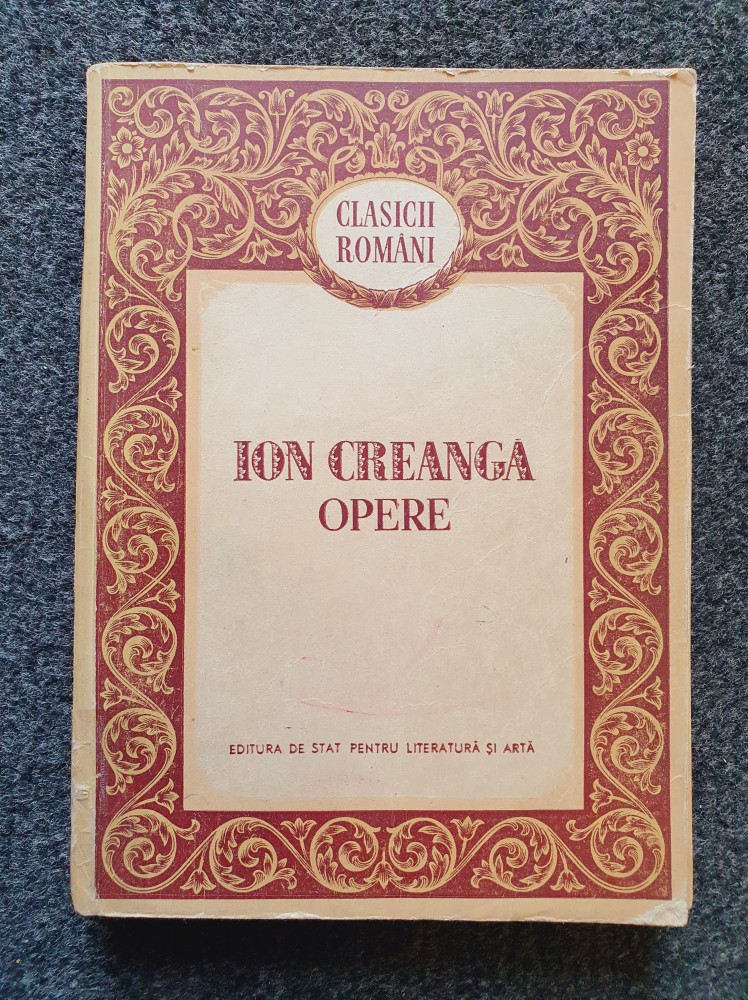 CLASICII
ROMÂNI
ION CREANGĂ
OPERE
EDITURA DE STAT PENTRU LITERATURĂ ȘI ARTĂ